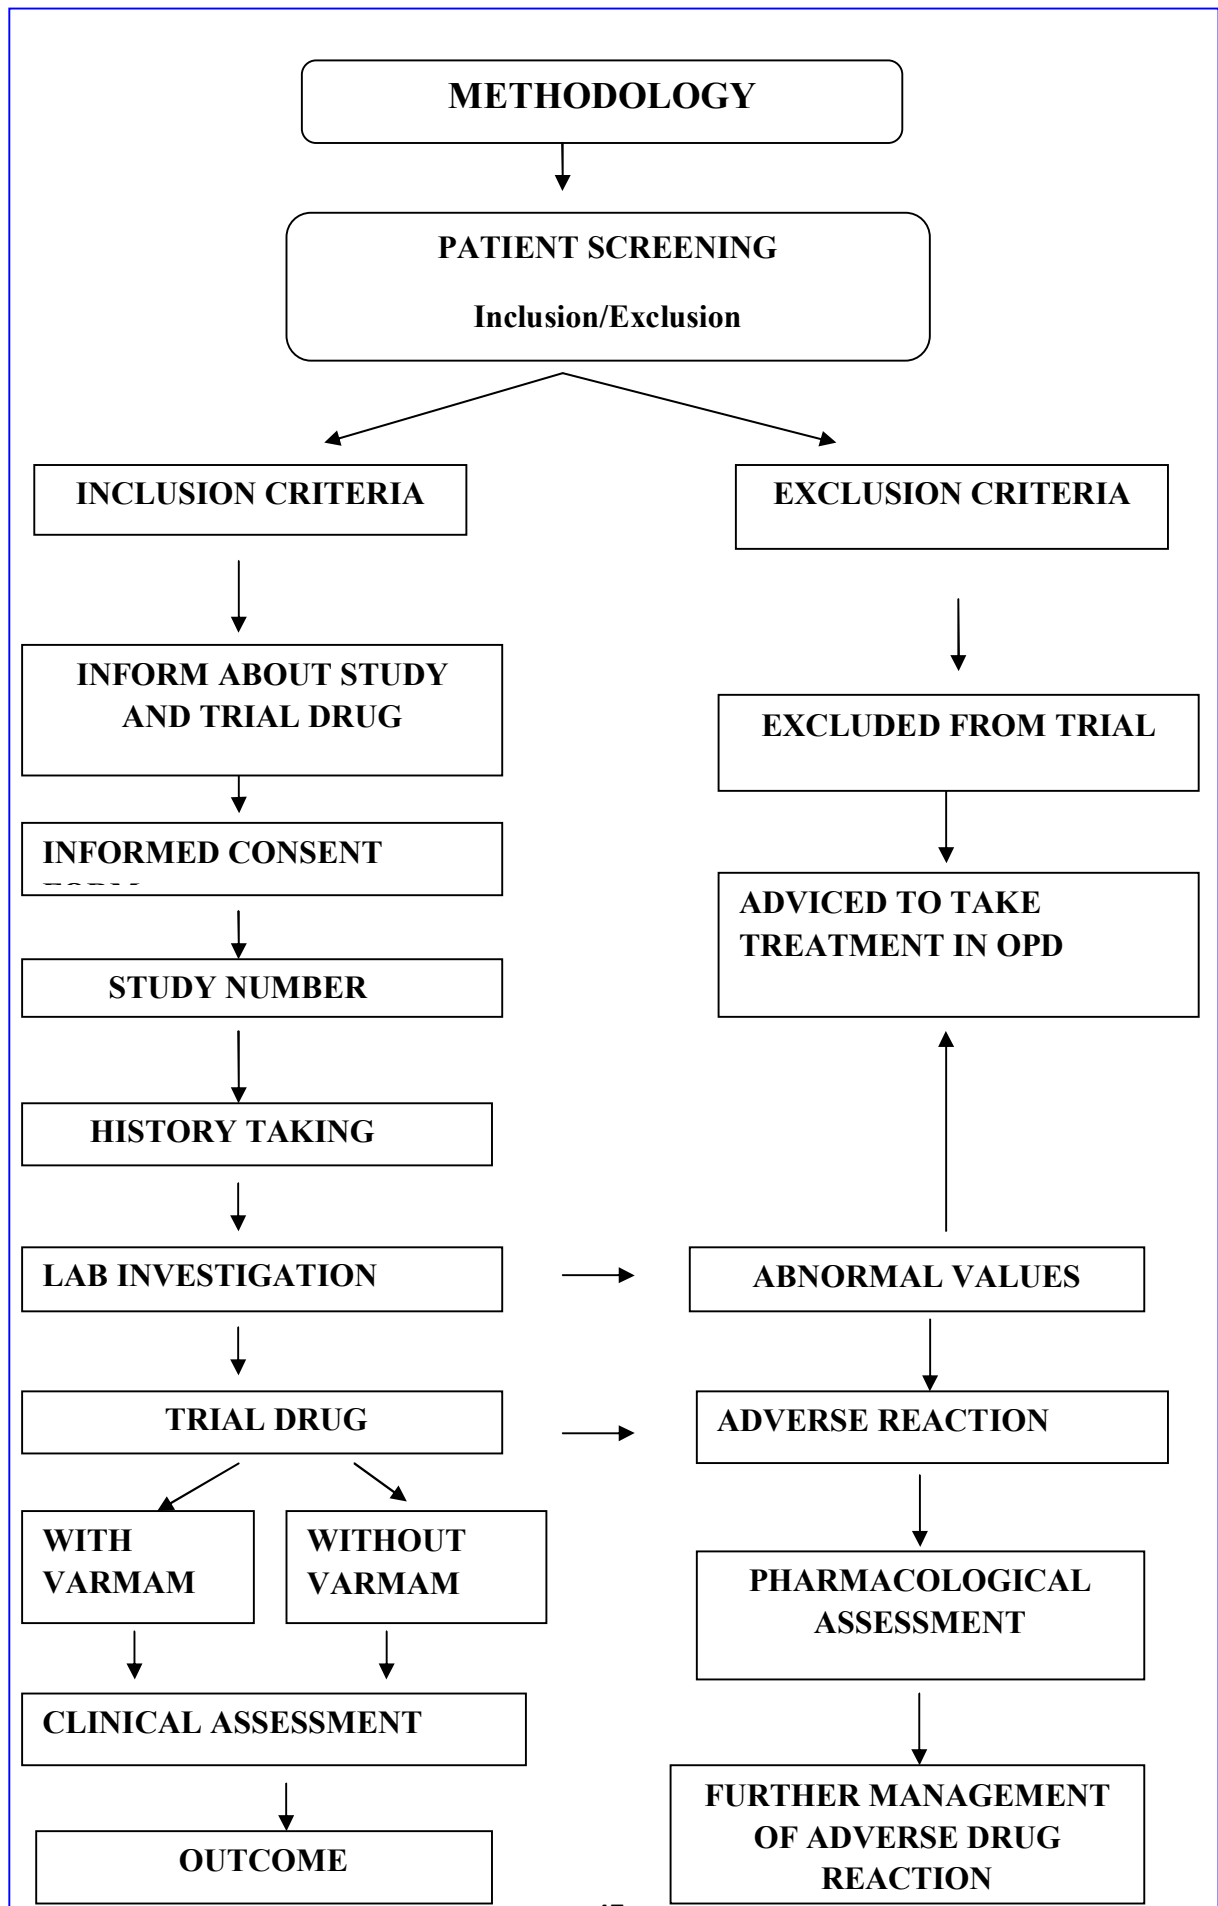 METHODOLOGY
PATIENT SCREENING
Inclusion/Exclusion
INCLUSION CRITERIA
EXCLUSION CRITERIA
INFORM ABOUT STUDY
AND TRIAL DRUG
EXCLUDED FROM TRIAL
INFORMED CONSENT
ADVICED TO TAKE
TREATMENT IN OPD
STUDY NUMBER
HISTORY TAKING
LAB INVESTIGATION
ABNORMAL VALUES
TRIAL DRUG
ADVERSE REACTION
WITH
VARMAM
WITHOUT
VARMAM
PHARMACOLOGICAL
ASSESSMENT
CLINICAL ASSESSMENT
FURTHER MANAGEMENT
OF ADVERSE DRUG
REACTION
OUTCOME